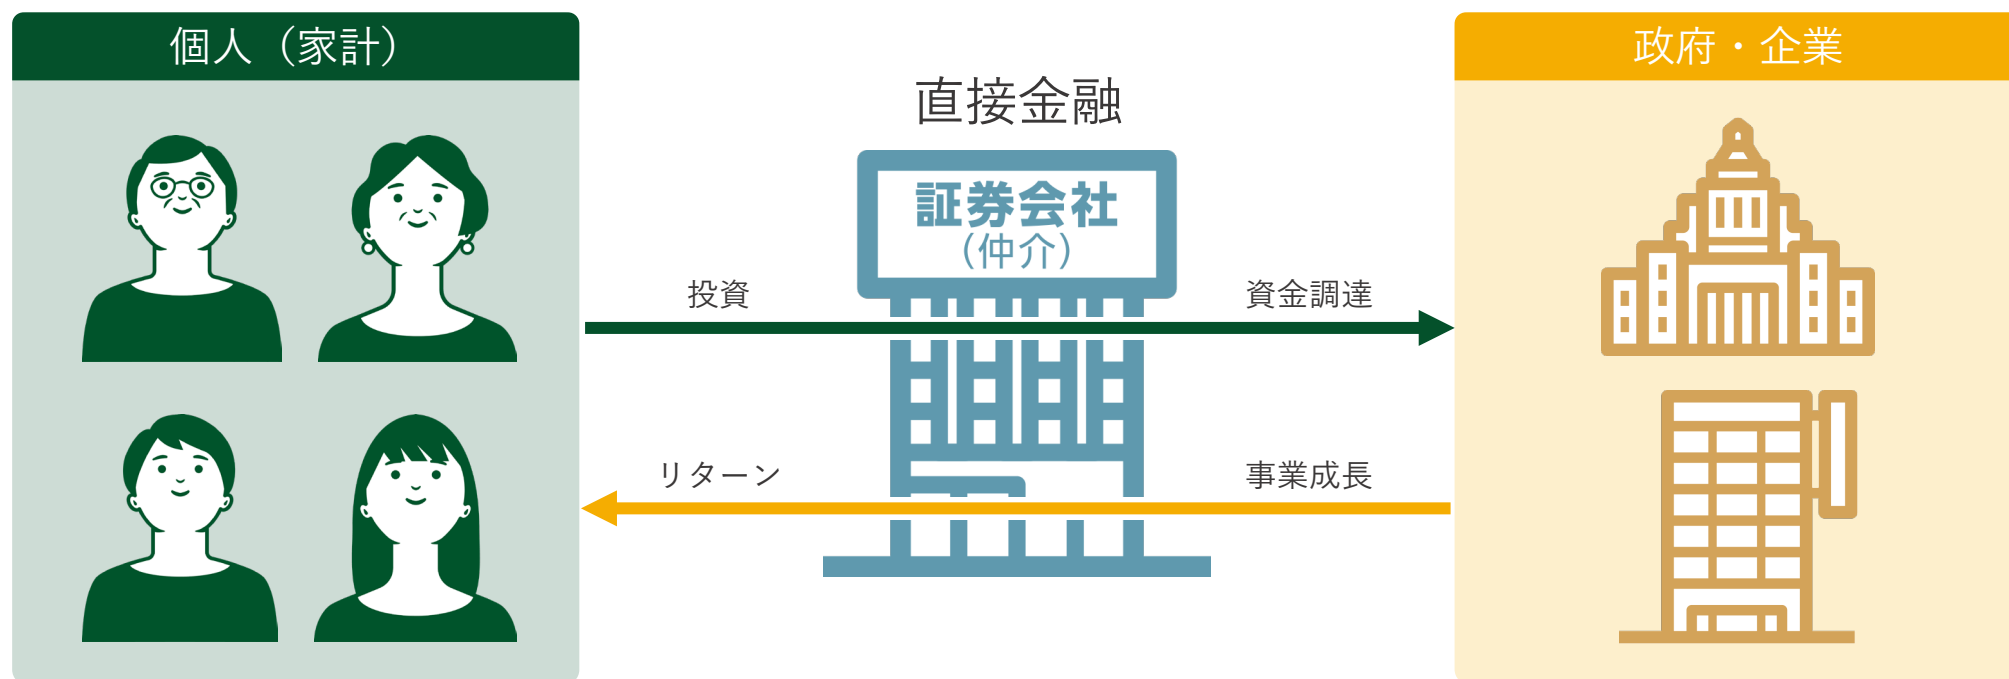 個人（家計）
直接金融
政府・企業
証券会社
（仲介）
投資
資金調達
リターン
事業成長